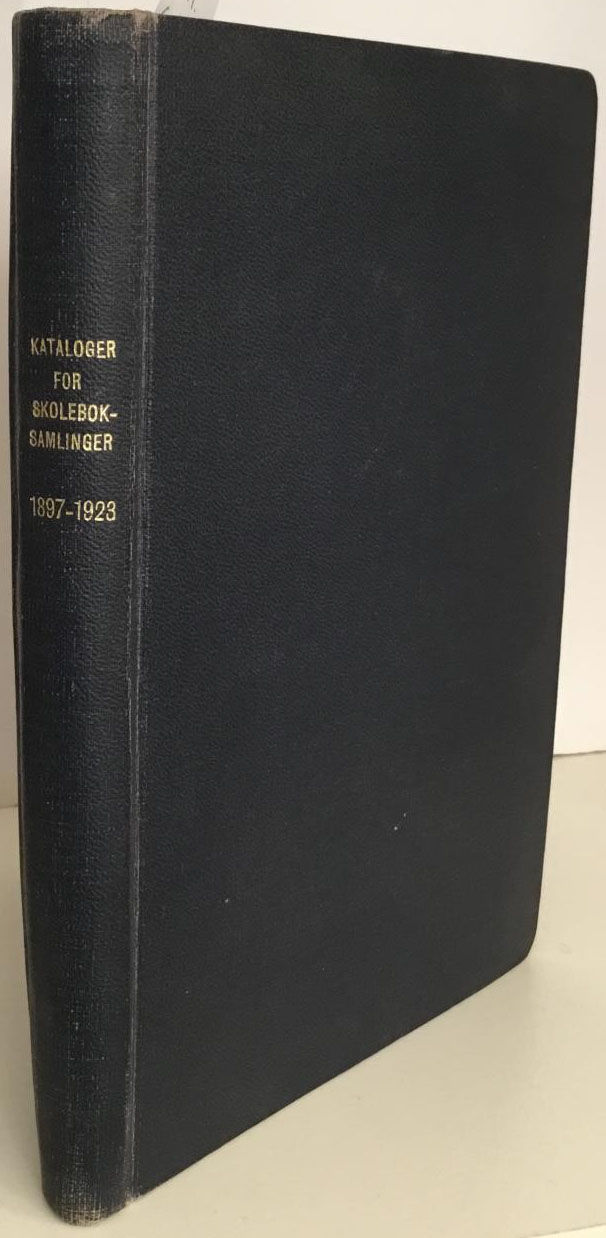 KATALOGER
FOR
SKOLEBOK-
SAMLINGER
1897-1923